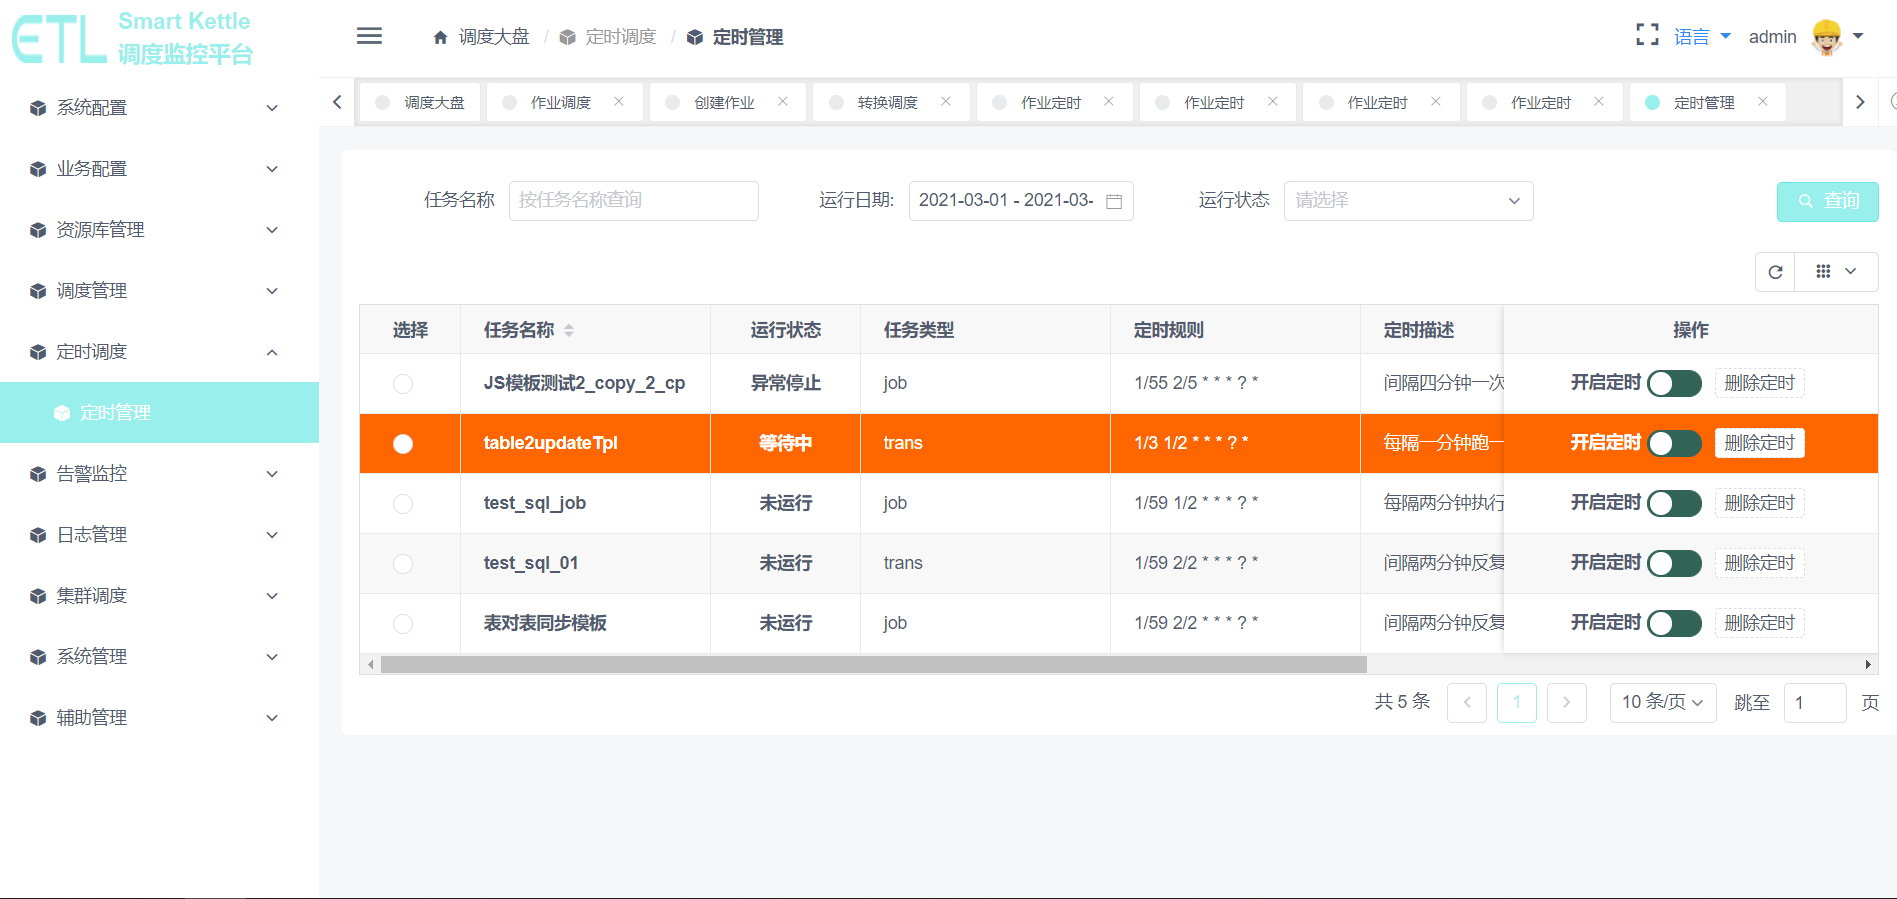 ETL Smart Kettle
调度监控平台
调度大盘 / 定时调度 / 定时管理
语言 admin
系统配置
业务配置
资源库管理
调度管理
定时调度
定时管理
告警监控
日志管理
集群调度
系统管理
辅助管理
调度大盘 作业调度 创建作业 转换调度 作业定时 作业定时 作业定时 作业定时 定时管理
任务名称 按任务名称查询 运行日期: 2021-03-01 - 2021-03- 运行状态 请选择 查询
选择 任务名称 运行状态 任务类型 定时规则 定时描述 操作
JS模板测试2_copy_2_cp 异常停止 job 1/55 2/5 * * * ? * 间隔四分钟一次 开启定时 删除定时
table2updateTpl 等待中 trans 1/3 1/2 * * * ? * 每隔一分钟跑一 开启定时 删除定时
test_sql_job 未运行 job 1/59 1/2 * * * ? * 每隔两分钟执行 开启定时 删除定时
test_sql_01 未运行 trans 1/59 2/2 * * * ? * 间隔两分钟反复 开启定时 删除定时
表对表同步模板 未运行 job 1/59 2/2 * * * ? * 间隔两分钟反复 开启定时 删除定时
共 5 条 1 10 条/页 跳至 1 页